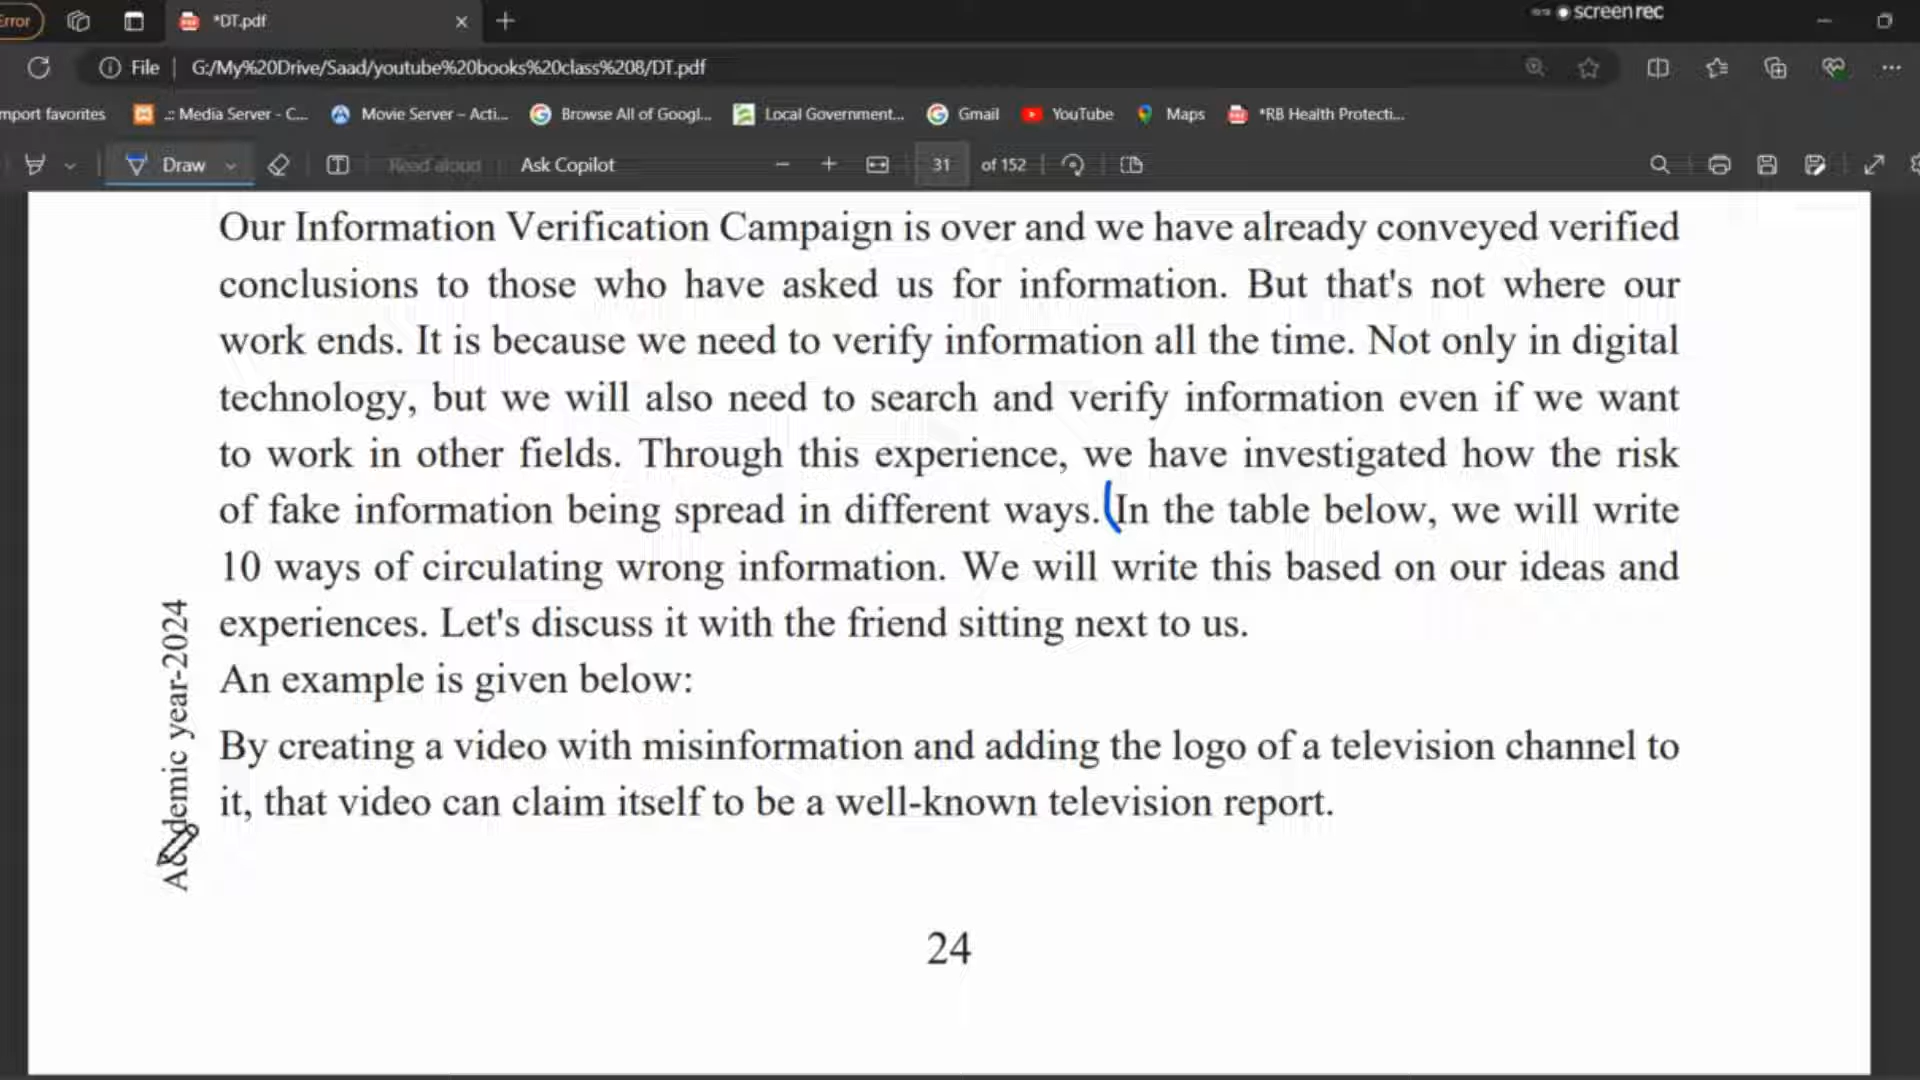 Error
*DT.pdf
screenrec
File
G:/My%20Drive/Saad/youtube%20books%20class%208/DT.pdf
mport favorites
.:: Media Server - C...
Movie Server – Acti...
Browse All of Googl...
Local Government...
Gmail
YouTube
Maps
*RB Health Protecti...
Draw
Read aloud
Ask Copilot
31
of 152
Our Information Verification Campaign is over and we have already conveyed verified
conclusions to those who have asked us for information. But that's not where our
work ends. It is because we need to verify information all the time. Not only in digital
technology, but we will also need to search and verify information even if we want
to work in other fields. Through this experience, we have investigated how the risk
of fake information being spread in different ways. In the table below, we will write
10 ways of circulating wrong information. We will write this based on our ideas and
experiences. Let's discuss it with the friend sitting next to us.
An example is given below:
By creating a video with misinformation and adding the logo of a television channel to
it, that video can claim itself to be a well-known television report.
Academic year-2024
24